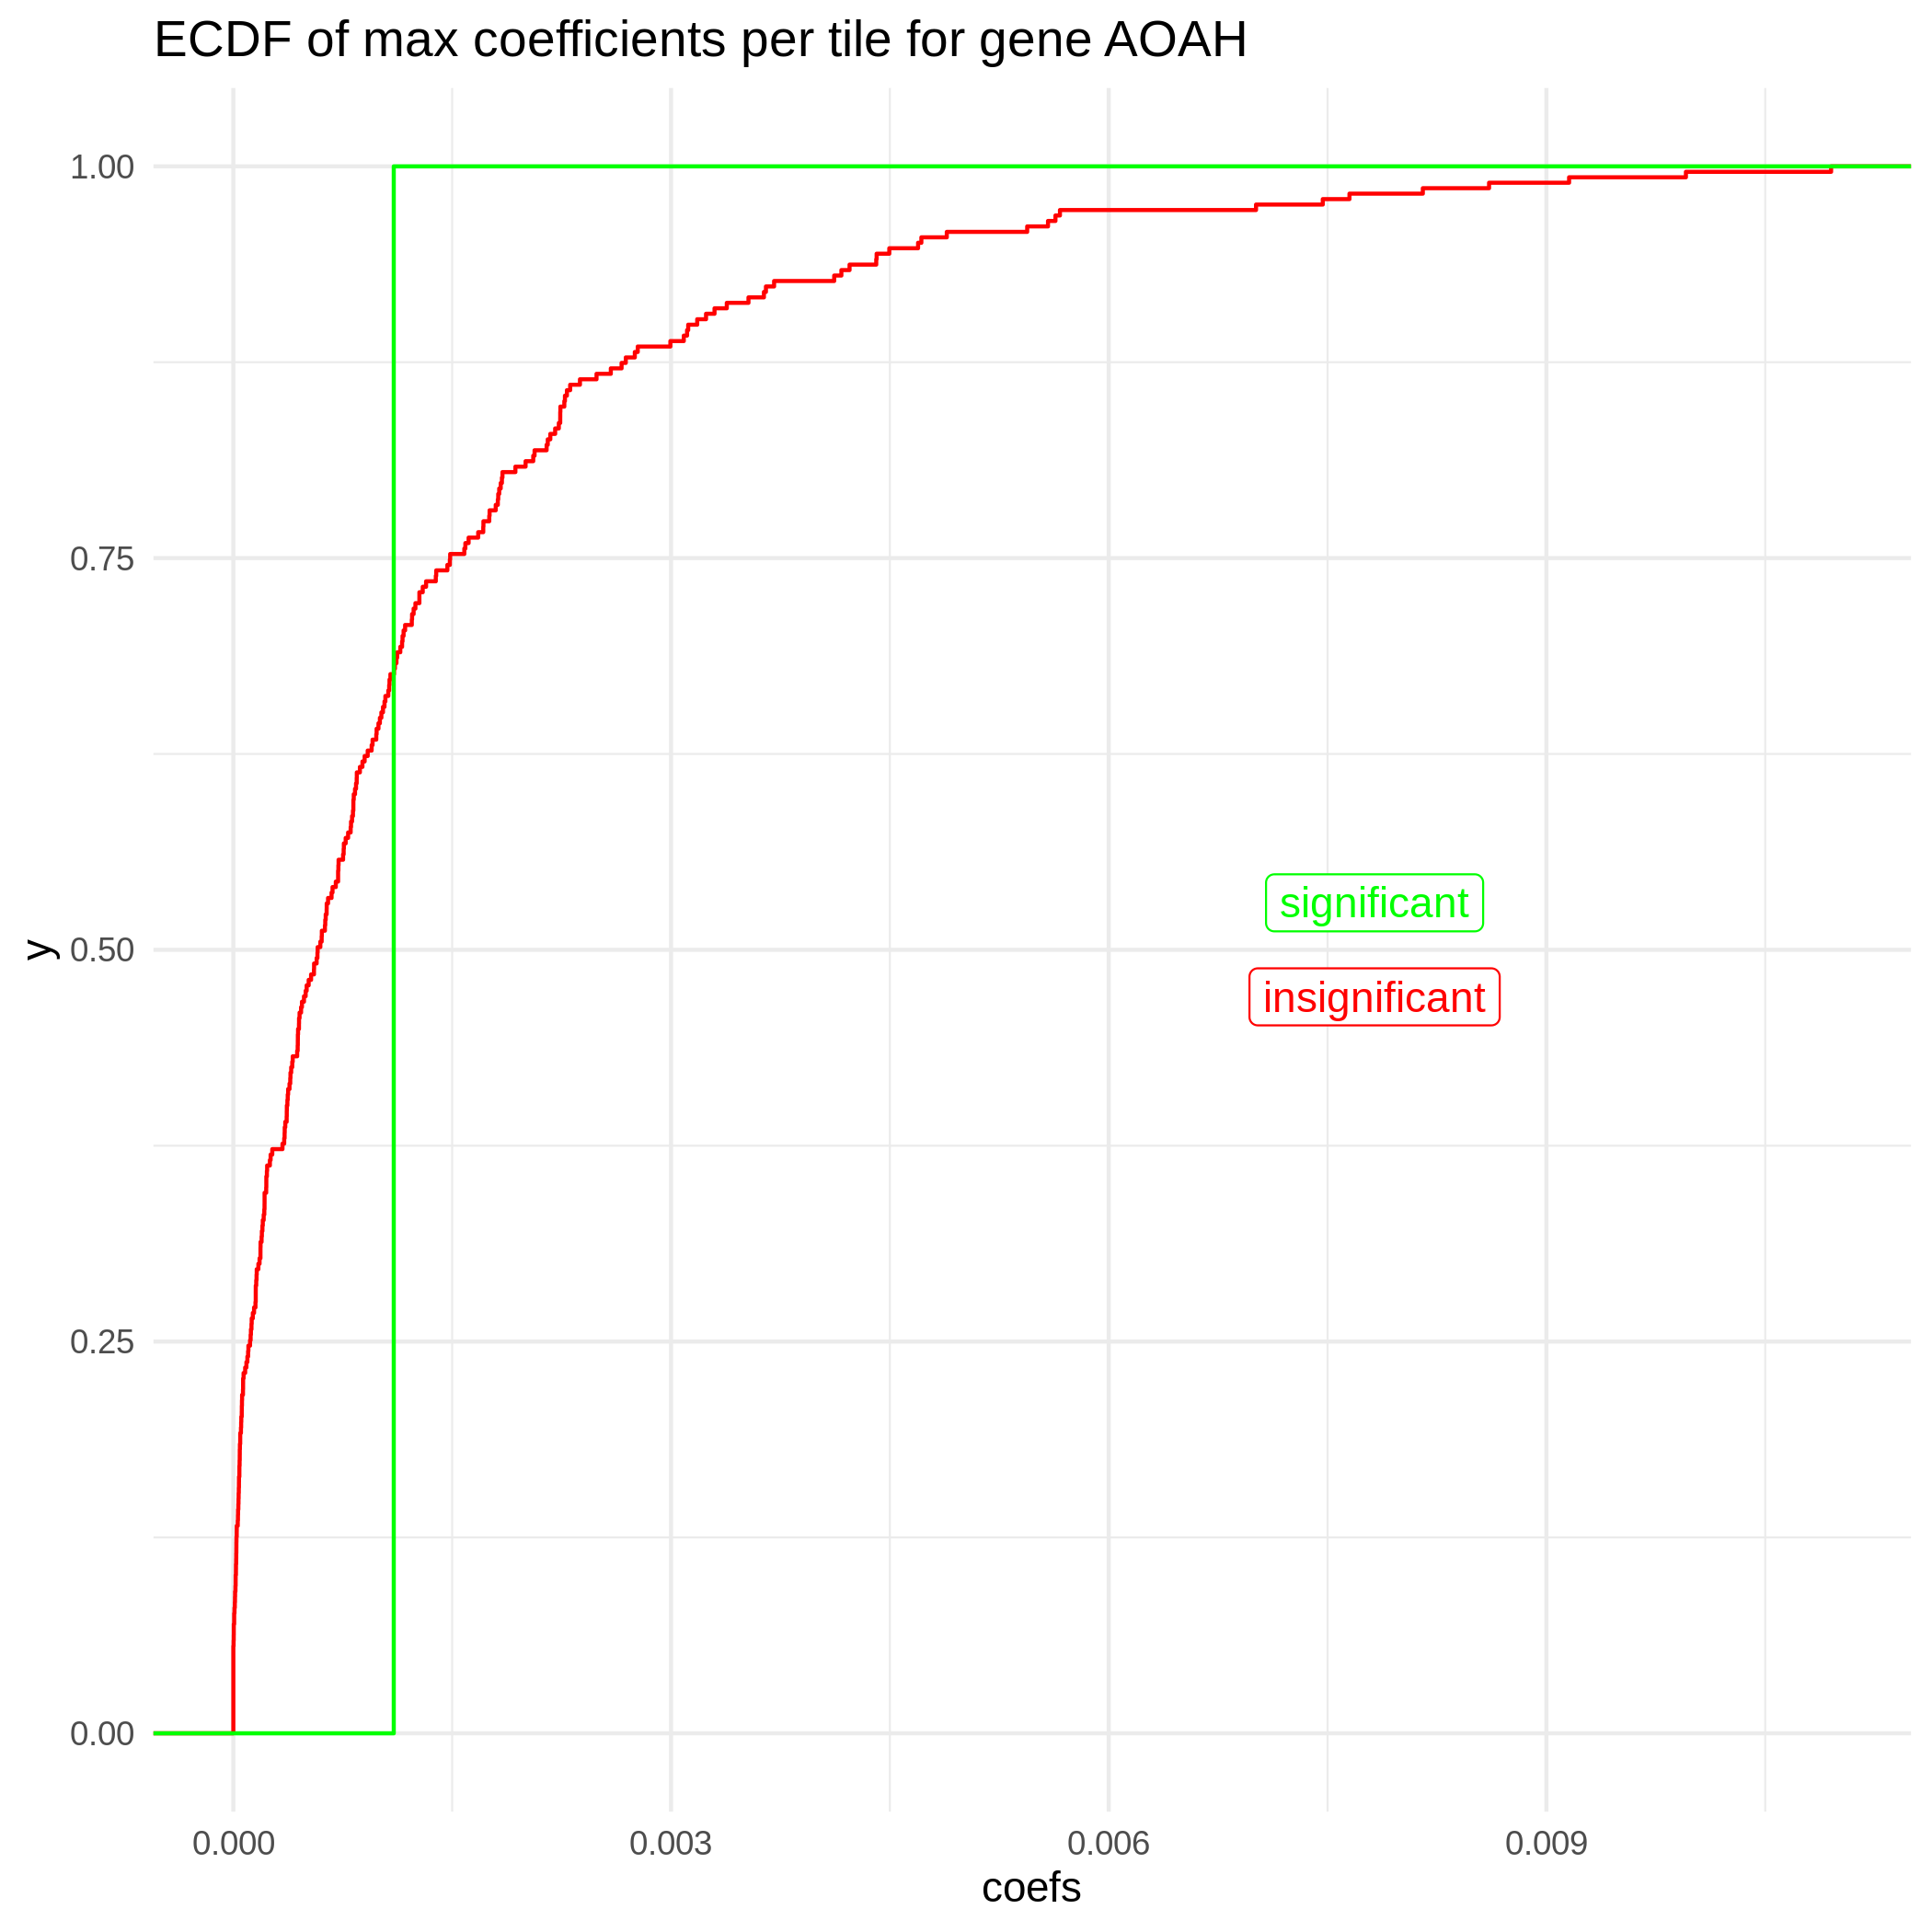 ECDF of max coefficients per tile for gene AOAH
1.00
0.75
0.50
0.25
0.00
y
significant
insignificant
0.000
0.003
0.006
0.009
coefs